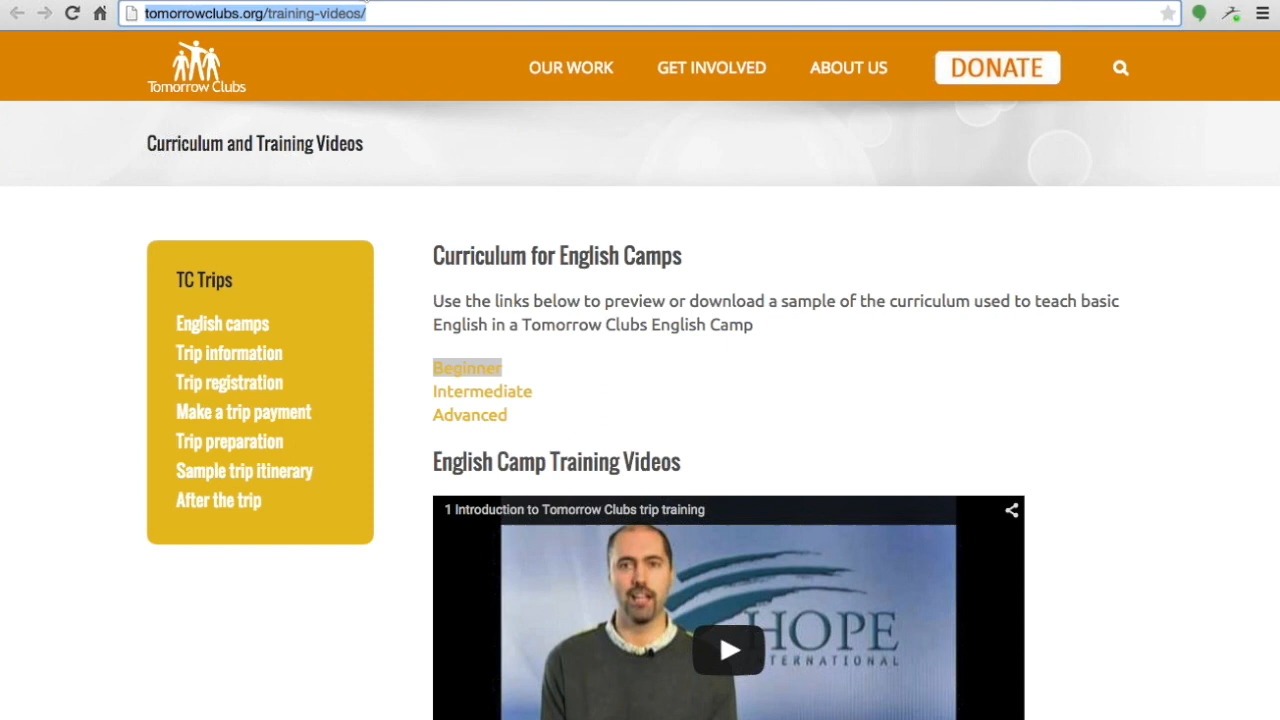 tomorrowclubs.org/training-videos/
Tomorrow Clubs
OUR WORK
GET INVOLVED
ABOUT US
DONATE
Curriculum and Training Videos
TC Trips
English camps
Trip information
Trip registration
Make a trip payment
Trip preparation
Sample trip itinerary
After the trip
Curriculum for English Camps
Use the links below to preview or download a sample of the curriculum used to teach basic
English in a Tomorrow Clubs English Camp
Beginner
Intermediate
Advanced
English Camp Training Videos
1 Introduction to Tomorrow Clubs trip training
HOPE
INTERNATIONAL